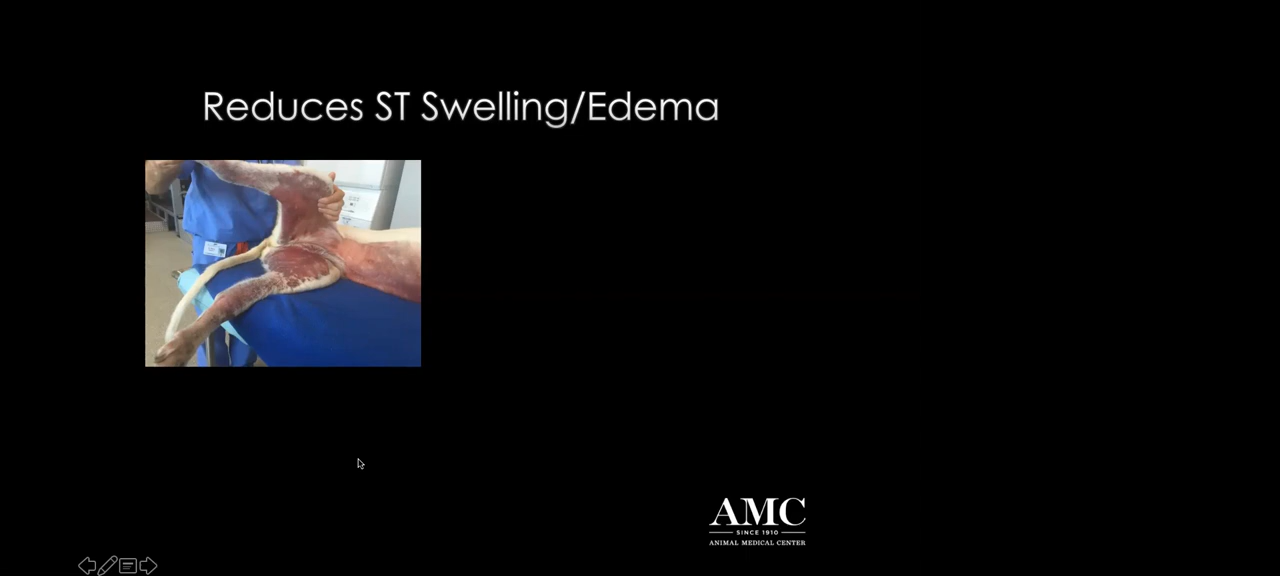 Reduces ST Swelling/Edema
AMC
SINCE 1910
ANIMAL MEDICAL CENTER